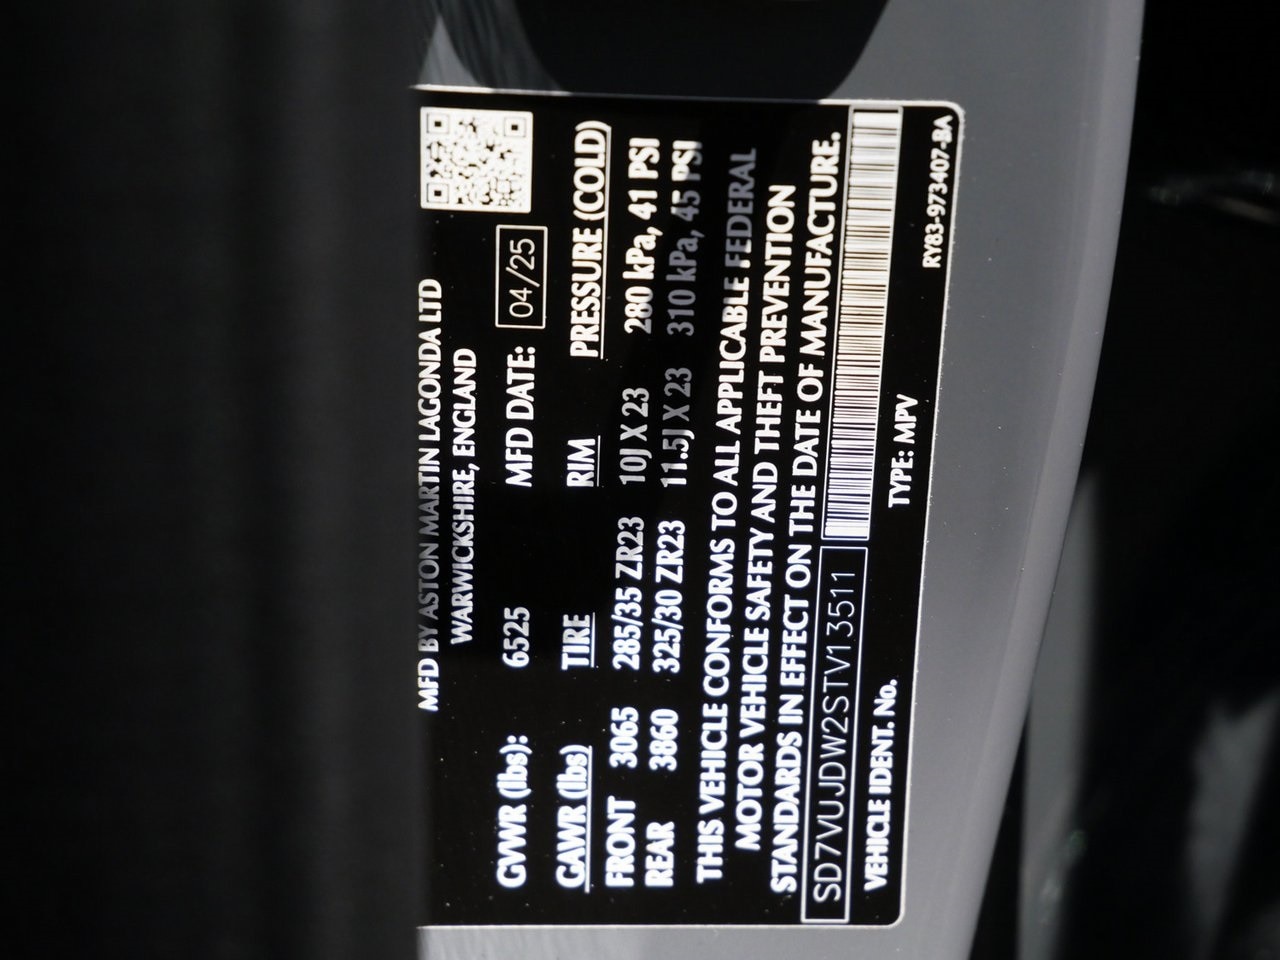 MFD BY ASTON MARTIN LAGONDA LTD
WARWICKSHIRE, ENGLAND
GVWR (lbs): 6525 MFD DATE: 04/25
GAWR (lbs) TIRE RIM PRESSURE (COLD)
FRONT 3065 285/35 ZR23 10J X 23 280 kPa, 41 PSI
REAR 3860 325/30 ZR23 11.5J X 23 310 kPa, 45 PSI
THIS VEHICLE CONFORMS TO ALL APPLICABLE FEDERAL
MOTOR VEHICLE SAFETY AND THEFT PREVENTION
STANDARDS IN EFFECT ON THE DATE OF MANUFACTURE.
SD7VUJDW2STV13511
VEHICLE IDENT. No. TYPE: MPV
RY83-973407-BA